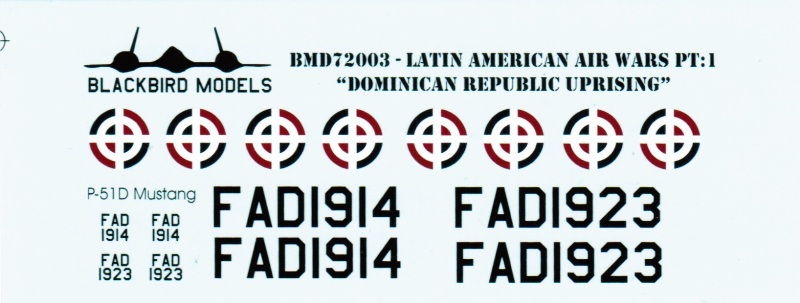 BLACKBIRD MODELS
BMD72003 - LATIN AMERICAN AIR WARS PT:1
“DOMINICAN REPUBLIC UPRISING”
P-51D Mustang
FAD FAD
1914 1914
FAD FAD
1923 1923
FAD1914 FAD1923
FAD1914 FAD1923